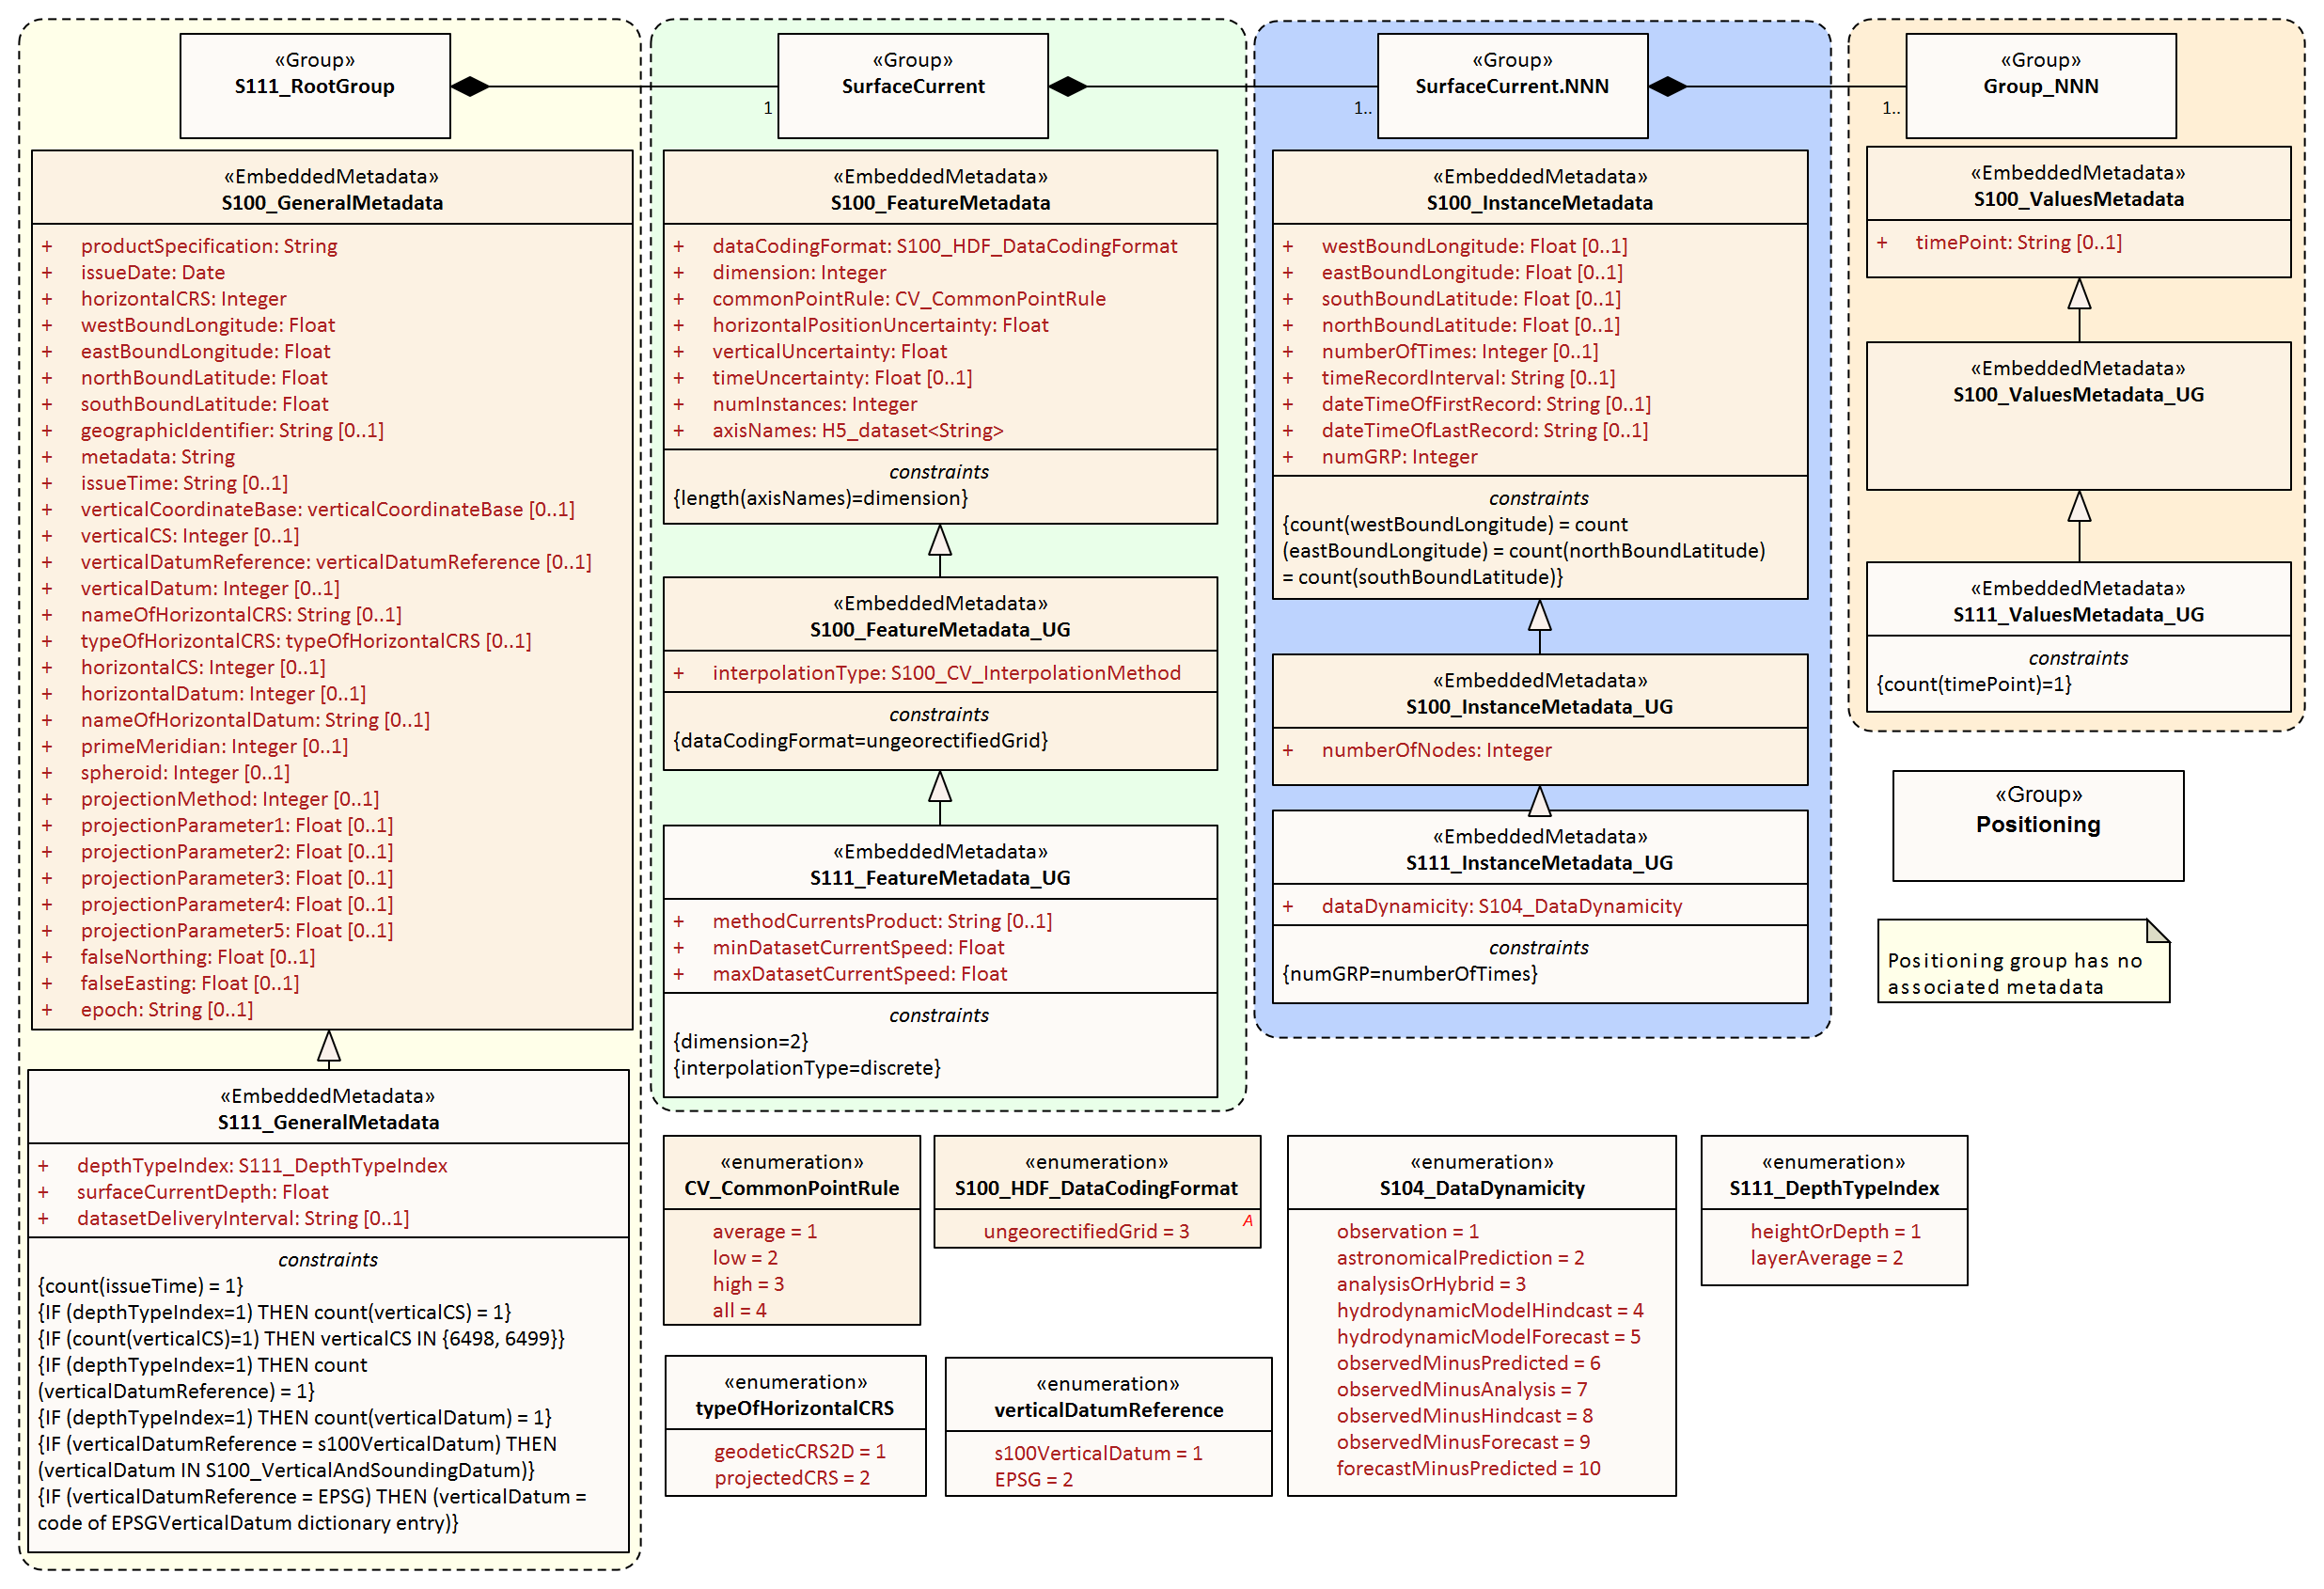 «Group»
S111_RootGroup
1
«EmbeddedMetadata»
S100_GeneralMetadata
+ productSpecification: String
+ issueDate: Date
+ horizontalCRS: Integer
+ westBoundLongitude: Float
+ eastBoundLongitude: Float
+ northBoundLatitude: Float
+ southBoundLatitude: Float
+ geographicIdentifier: String [0..1]
+ metadata: String
+ issueTime: String [0..1]
+ verticalCoordinateBase: verticalCoordinateBase [0..1]
+ verticalCS: Integer [0..1]
+ verticalDatumReference: verticalDatumReference [0..1]
+ verticalDatum: Integer [0..1]
+ nameOfHorizontalCRS: String [0..1]
+ typeOfHorizontalCRS: typeOfHorizontalCRS [0..1]
+ horizontalCS: Integer [0..1]
+ horizontalDatum: Integer [0..1]
+ nameOfHorizontalDatum: String [0..1]
+ primeMeridian: Integer [0..1]
+ spheroid: Integer [0..1]
+ projectionMethod: Integer [0..1]
+ projectionParameter1: Float [0..1]
+ projectionParameter2: Float [0..1]
+ projectionParameter3: Float [0..1]
+ projectionParameter4: Float [0..1]
+ projectionParameter5: Float [0..1]
+ falseNorthing: Float [0..1]
+ falseEasting: Float [0..1]
+ epoch: String [0..1]
«EmbeddedMetadata»
S111_GeneralMetadata
+ depthTypeIndex: S111_DepthTypeIndex
+ surfaceCurrentDepth: Float
+ datasetDeliveryInterval: String [0..1]
constraints
{count(issueTime) = 1}
{IF (depthTypeIndex=1) THEN count(verticalCS) = 1}
{IF (count(verticalCS)=1) THEN verticalCS IN {6498, 6499}}
{IF (depthTypeIndex=1) THEN count
(verticalDatumReference) = 1}
{IF (depthTypeIndex=1) THEN count(verticalDatum) = 1}
{IF (verticalDatumReference = s100VerticalDatum) THEN
(verticalDatum IN S100_VerticalAndSoundingDatum)}
{IF (verticalDatumReference = EPSG) THEN (verticalDatum =
code of EPSGVerticalDatum dictionary entry)}
«Group»
SurfaceCurrent
1..
«EmbeddedMetadata»
S100_FeatureMetadata
+ dataCodingFormat: S100_HDF_DataCodingFormat
+ dimension: Integer
+ commonPointRule: CV_CommonPointRule
+ horizontalPositionUncertainty: Float
+ verticalUncertainty: Float
+ timeUncertainty: Float [0..1]
+ numInstances: Integer
+ axisNames: H5_dataset<String>
constraints
{length(axisNames)=dimension}
«EmbeddedMetadata»
S100_FeatureMetadata_UG
+ interpolationType: S100_CV_InterpolationMethod
constraints
{dataCodingFormat=ungeorectifiedGrid}
«EmbeddedMetadata»
S111_FeatureMetadata_UG
+ methodCurrentsProduct: String [0..1]
+ minDatasetCurrentSpeed: Float
+ maxDatasetCurrentSpeed: Float
constraints
{dimension=2}
{interpolationType=discrete}
«Group»
SurfaceCurrent.NNN
1..
«EmbeddedMetadata»
S100_InstanceMetadata
+ westBoundLongitude: Float [0..1]
+ eastBoundLongitude: Float [0..1]
+ southBoundLatitude: Float [0..1]
+ northBoundLatitude: Float [0..1]
+ numberOfTimes: Integer [0..1]
+ timeRecordInterval: String [0..1]
+ dateTimeOfFirstRecord: String [0..1]
+ dateTimeOfLastRecord: String [0..1]
+ numGRP: Integer
constraints
{count(westBoundLongitude) = count
(eastBoundLongitude) = count(northBoundLatitude)
= count(southBoundLatitude)}
«EmbeddedMetadata»
S100_InstanceMetadata_UG
+ numberOfNodes: Integer
«EmbeddedMetadata»
S111_InstanceMetadata_UG
+ dataDynamicity: S104_DataDynamicity
constraints
{numGRP=numberOfTimes}
«Group»
Group_NNN
«EmbeddedMetadata»
S100_ValuesMetadata
+ timePoint: String [0..1]
«EmbeddedMetadata»
S100_ValuesMetadata_UG
«EmbeddedMetadata»
S111_ValuesMetadata_UG
constraints
{count(timePoint)=1}
«Group»
Positioning
Positioning group has no
associated metadata
«enumeration»
CV_CommonPointRule
average = 1
low = 2
high = 3
all = 4
«enumeration»
S100_HDF_DataCodingFormat
ungeorectifiedGrid = 3
A
«enumeration»
S104_DataDynamicity
observation = 1
astronomicalPrediction = 2
analysisOrHybrid = 3
hydrodynamicModelHindcast = 4
hydrodynamicModelForecast = 5
observedMinusPredicted = 6
observedMinusAnalysis = 7
observedMinusHindcast = 8
observedMinusForecast = 9
forecastMinusPredicted = 10
«enumeration»
S111_DepthTypeIndex
heightOrDepth = 1
layerAverage = 2
«enumeration»
typeOfHorizontalCRS
geodeticCRS2D = 1
projectedCRS = 2
«enumeration»
verticalDatumReference
s100VerticalDatum = 1
EPSG = 2